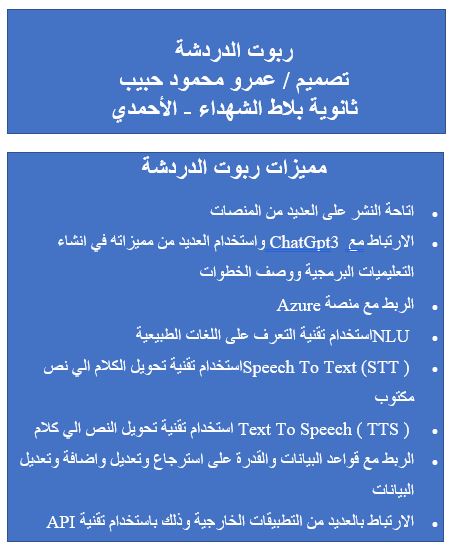 ربوت الدردشة
تصميم / عمرو محمود حبيب
ثانوية بلاط الشهداء - الأحمدي
مميزات ربوت الدردشة
• اتاحة النشر على العديد من المنصات
• الارتباط مع ChatGpt3 واستخدام العديد من مميزاته في انشاء
التعليميات البرمجية ووصف الخطوات
• الربط مع منصة Azure
• NLUاستخدام تقنية التعرف على اللغات الطبيعية
• Speech To Text (STT )استخدام تقنية تحويل الكلام الي نص
مكتوب
• Text To Speech ( TTS ) استخدام تقنية تحويل النص الي كلام
• الربط مع قواعد البيانات والقدرة على استرجاع وتعديل واضافة وتعديل
البيانات
• الارتباط بالعديد من التطبيقات الخارجية وذلك باستخدام تقنية API